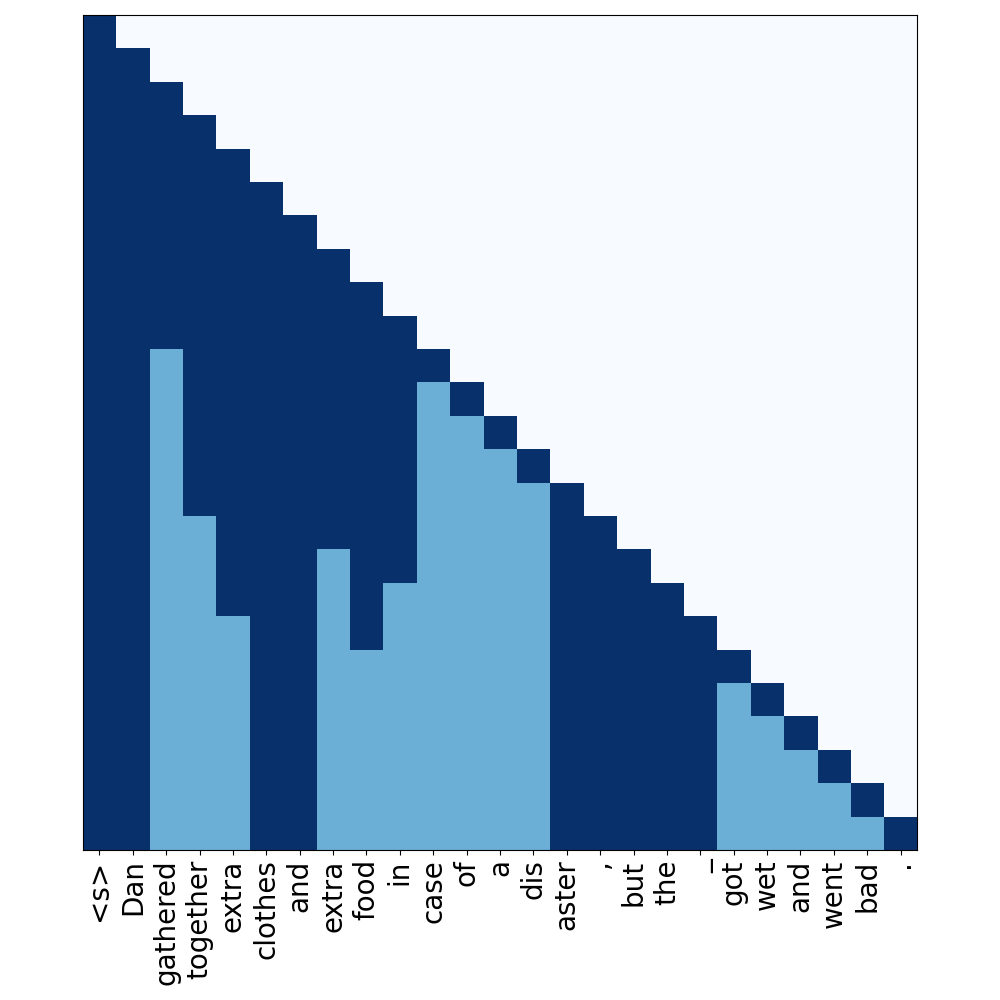 <s> Dan gathered together extra clothes and extra food in case of a dis aster , but the _ got wet and went bad .